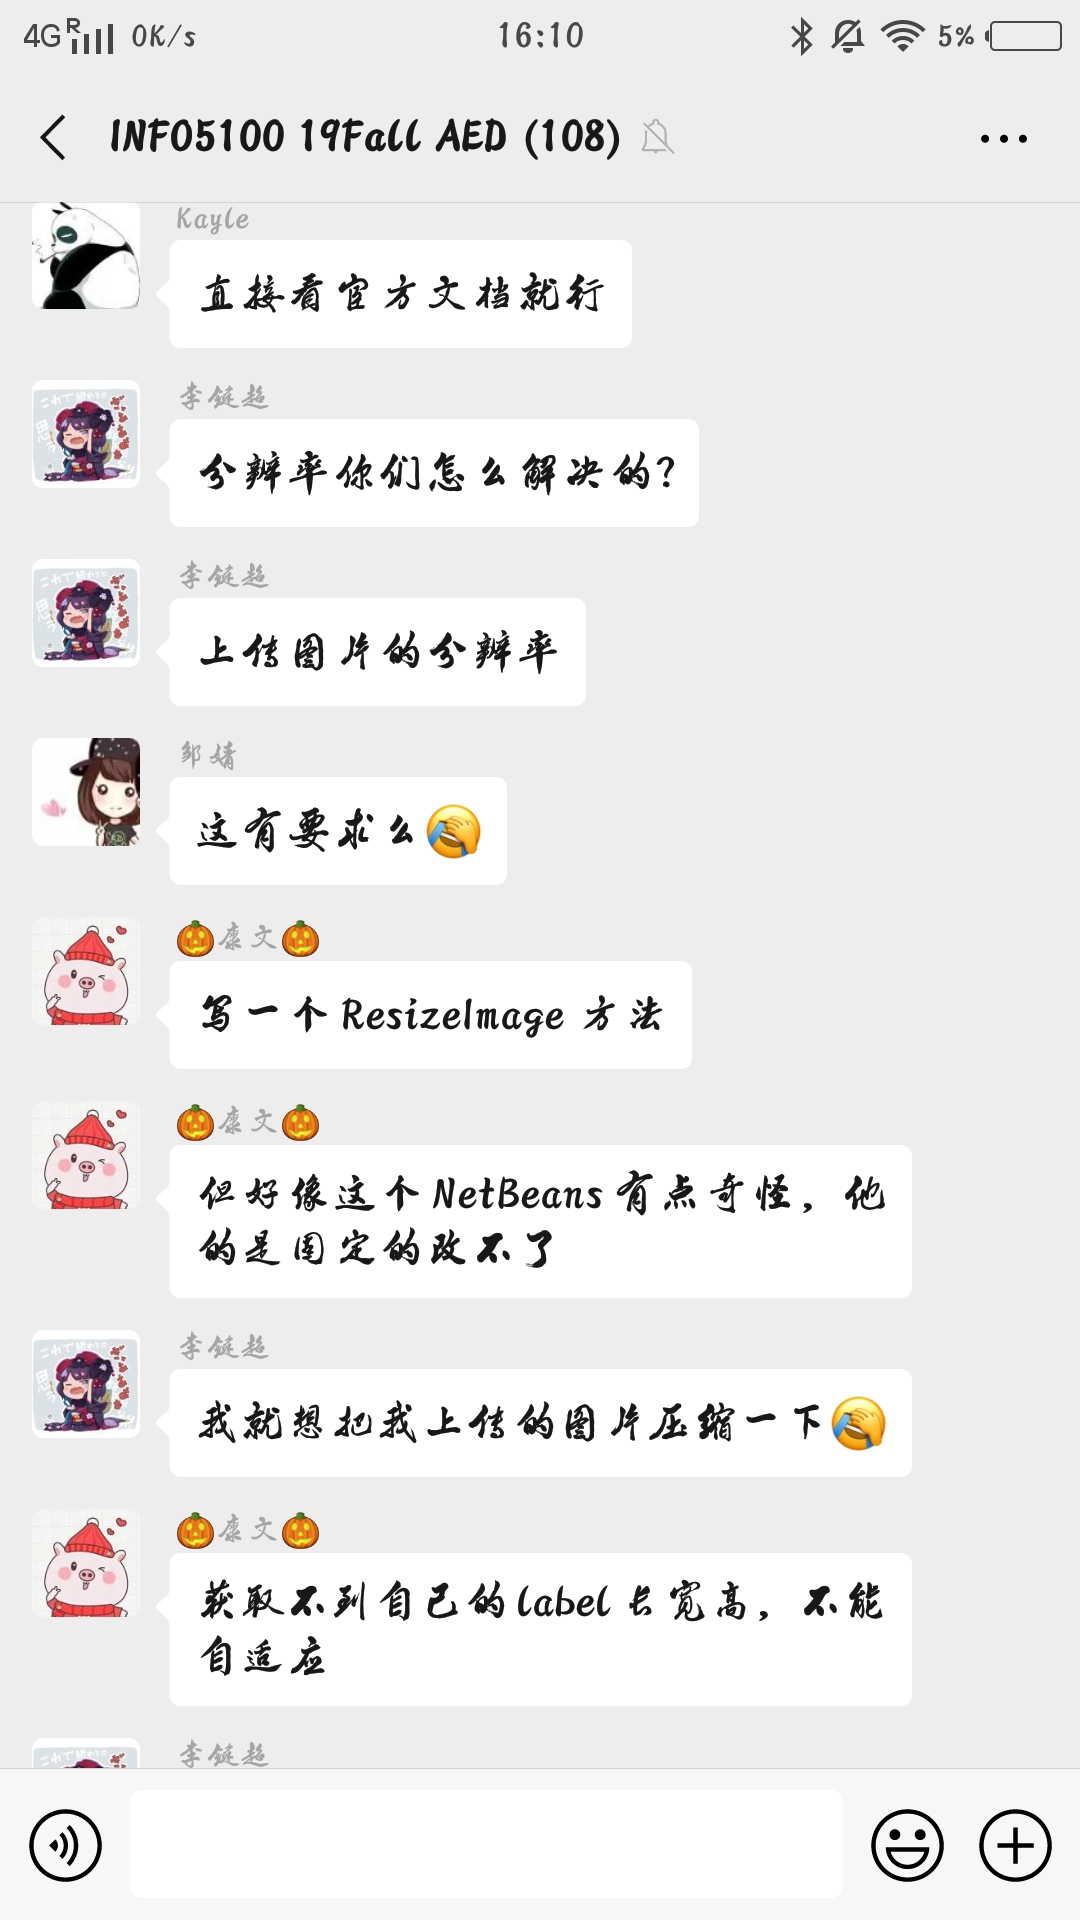 4G R 0K/s 16:10 5%
INFO5100 19Fall AED (108)
Kayle
直接看官方文档就行
李铤超
分辨率你们怎么解决的?
李铤超
上传图片的分辨率
邹婧
这有要求么🤦
🎃康文🎃
写一个ResizeImage 方法
🎃康文🎃
但好像这个NetBeans有点奇怪，他
的是固定的改不了
李铤超
我就想把我上传的图片压缩一下🤦
🎃康文🎃
获取不到自己的label长宽高，不能
自适应
李铤超